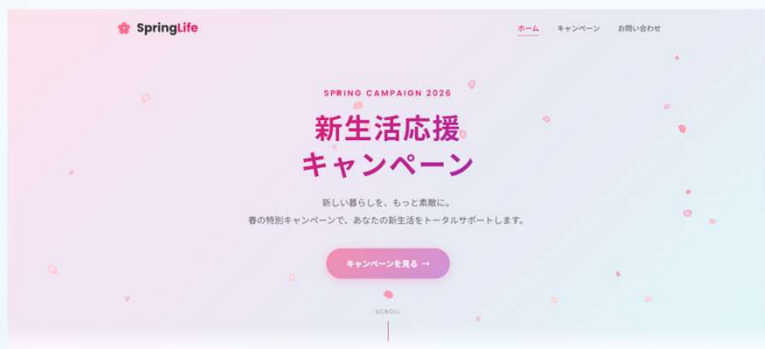 SpringLife
ホーム キャンペーン お問い合わせ
SPRING CAMPAIGN 2026
新生活応援
キャンペーン
新しい暮らしを、もっと素敵に。
春の特別キャンペーンで、あなたの新生活をトータルサポートします。
キャンペーンを見る →
SCROLL